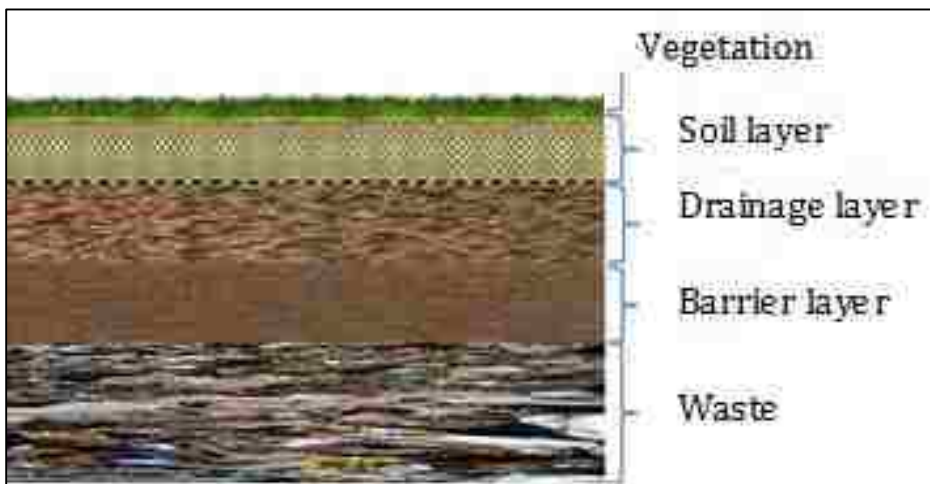 Vegetation
Soil layer
Drainage layer
Barrier layer
Waste